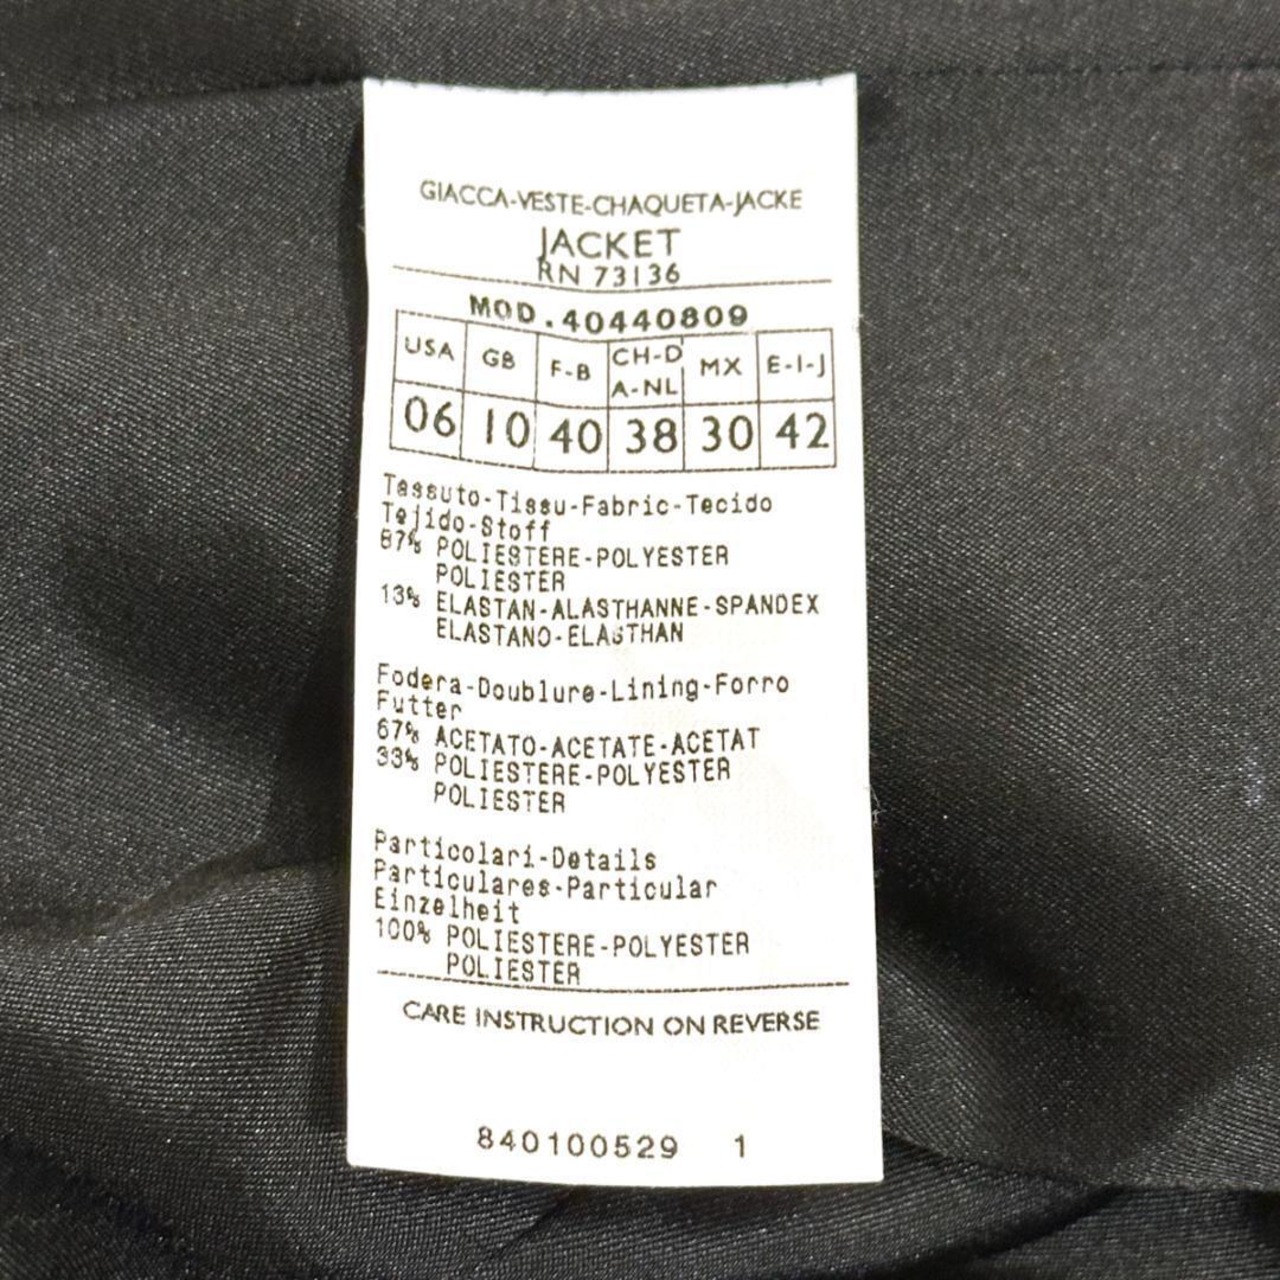 GIACCA-VESTE-CHAQUETA-JACKE
JACKET
RN 73136
MOD.40440809
USA GB F-B CH-D A-NL MX E-I-J
06 10 40 38 30 42
Tessuto-Tissu-Fabric-Tecido
Tejido-Stoff
87% POLIESTERE-POLYESTER
POLIESTER
13% ELASTAN-ALASTHANNE-SPANDEX
ELASTANO-ELASTHAN
Fodera-Doublure-Lining-Forro
Futter
67% ACETATO-ACETATE-ACETAT
33% POLIESTERE-POLYESTER
POLIESTER
Particolari-Details
Particulares-Particular
Einzelheit
100% POLIESTERE-POLYESTER
POLIESTER
CARE INSTRUCTION ON REVERSE
840100529 1